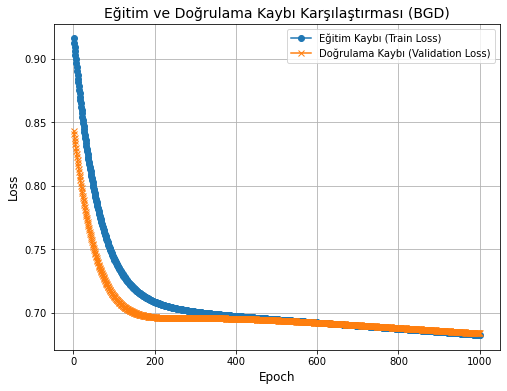 Eğitim ve Doğrulama Kaybı Karşılaştırması (BGD)
Eğitim Kaybı (Train Loss)
Doğrulama Kaybı (Validation Loss)
Loss
0.90
0.85
0.80
0.75
0.70
0
200
400
600
800
1000
Epoch